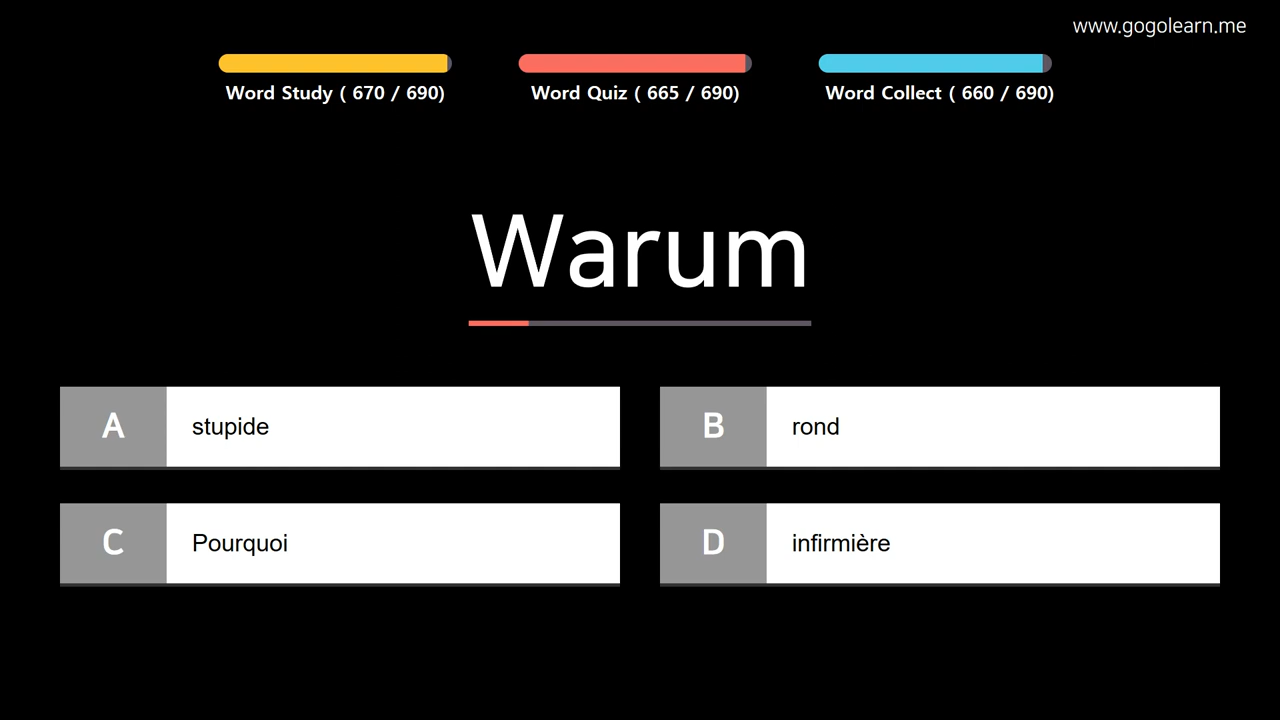 www.gogolearn.me
Word Study ( 670 / 690)
Word Quiz ( 665 / 690)
Word Collect ( 660 / 690)
Warum
A stupide
B rond
C Pourquoi
D infirmière